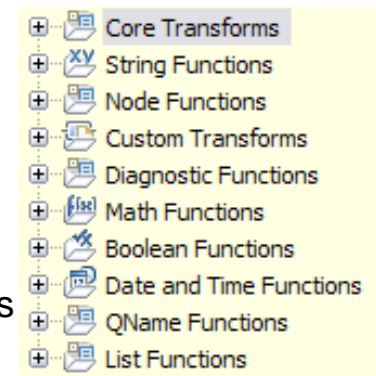 Core Transforms
String Functions
Node Functions
Custom Transforms
Diagnostic Functions
Math Functions
Boolean Functions
Date and Time Functions
s
QName Functions
List Functions